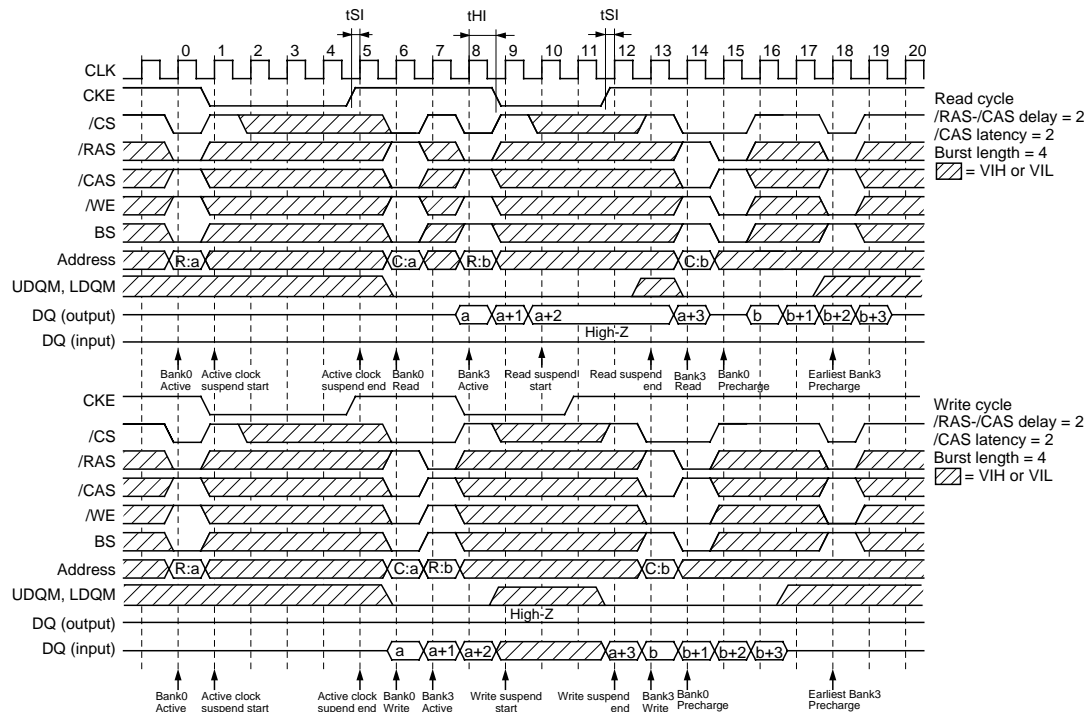 tSI tHI tSI
0 1 2 3 4 5 6 7 8 9 10 11 12 13 14 15 16 17 18 19 20
CLK
CKE
/CS
/RAS
/CAS
/WE
BS
Address R:a C:a R:b C:b
UDQM, LDQM
DQ (output) a a+1 a+2 a+3 b b+1 b+2 b+3
High-Z
DQ (input)
Read cycle
/RAS-/CAS delay = 2
/CAS latency = 2
Burst length = 4
= VIH or VIL
Bank0 Active clock Active clock Bank0 Bank3 Read suspend Read suspend Bank3 Bank0 Earliest Bank3
Active suspend start suspend end Read Active start end Read Precharge Precharge
CKE
/CS
/RAS
/CAS
/WE
BS
Address R:a C:a R:b C:b
UDQM, LDQM
High-Z
DQ (output)
DQ (input) a a+1 a+2 a+3 b b+1 b+2 b+3
Write cycle
/RAS-/CAS delay = 2
/CAS latency = 2
Burst length = 4
= VIH or VIL
Bank0 Active clock Active clock Bank0 Bank3 Write suspend Write suspend Bank3 Bank0 Earliest Bank3
Active suspend start supend end Write Active start end Write Precharge Precharge